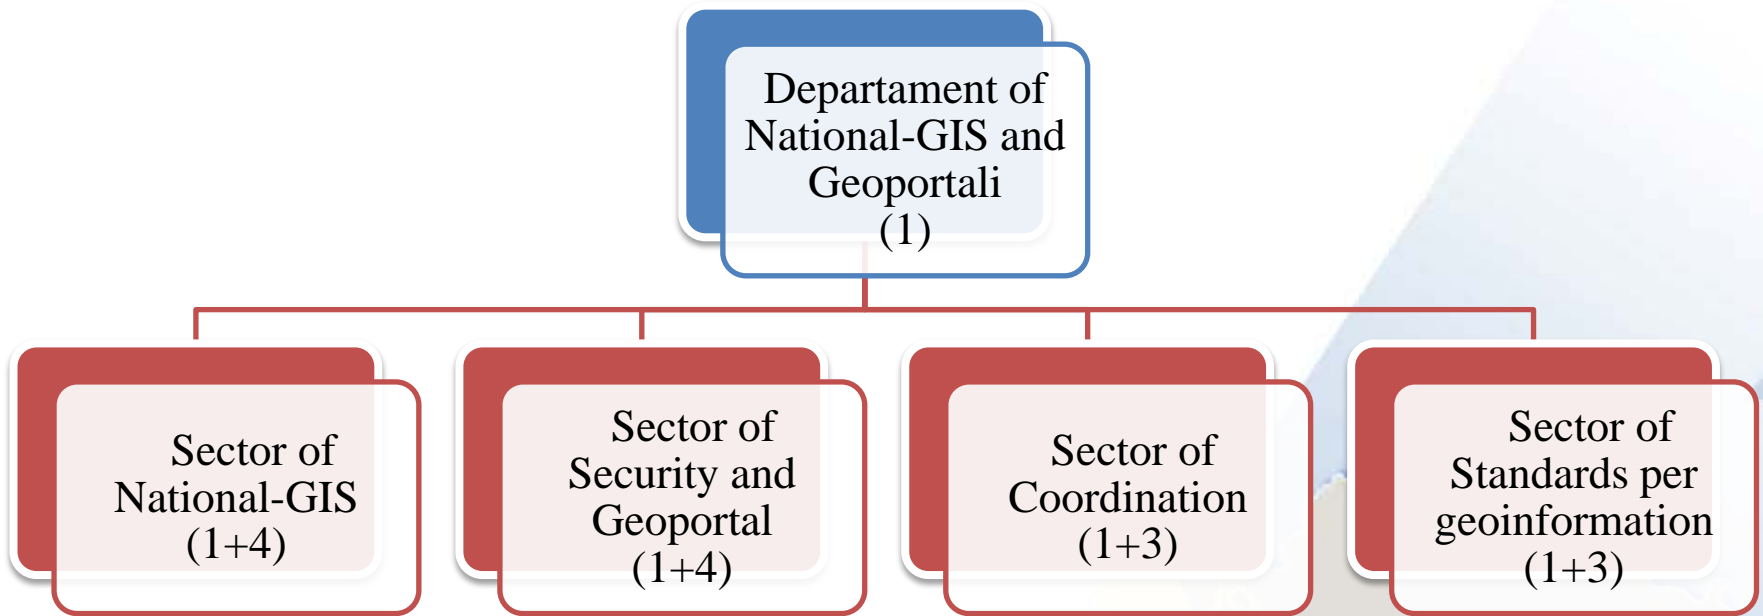 Departament of
National-GIS and
Geoportali
(1)
Sector of
National-GIS
(1+4)
Sector of
Security and
Geoportal
(1+4)
Sector of
Coordination
(1+3)
Sector of
Standards per
geoinformation
(1+3)